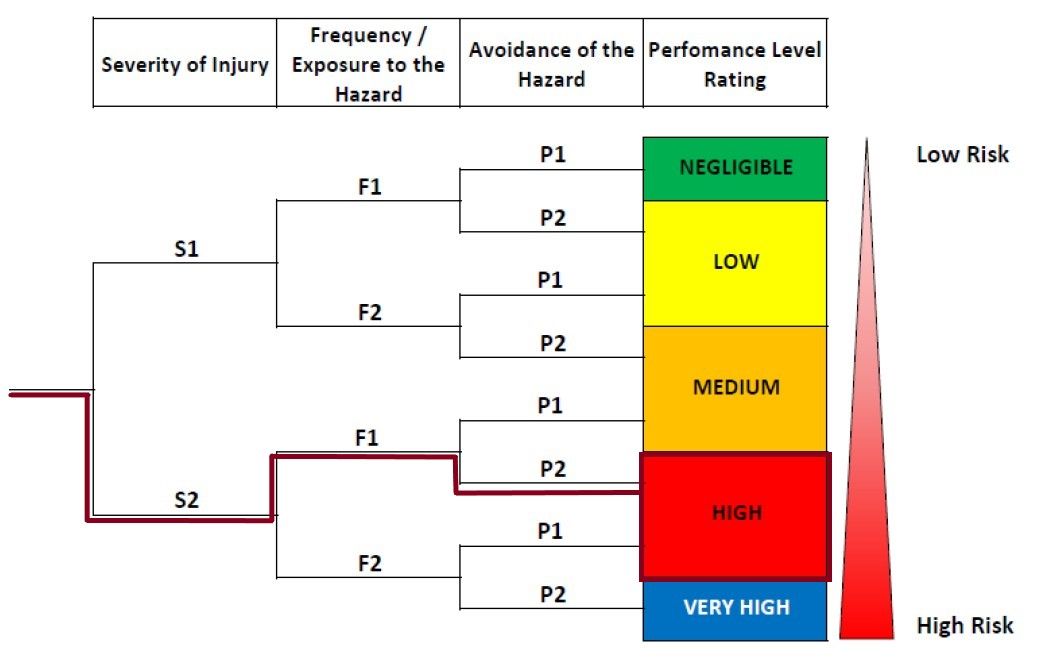 Severity of Injury
Frequency /
Exposure to the
Hazard
Avoidance of the
Hazard
Perfomance Level
Rating
P1
NEGLIGIBLE
Low Risk
F1
P2
S1
LOW
P1
F2
P2
MEDIUM
P1
F1
P2
S2
HIGH
P1
F2
P2
VERY HIGH
High Risk